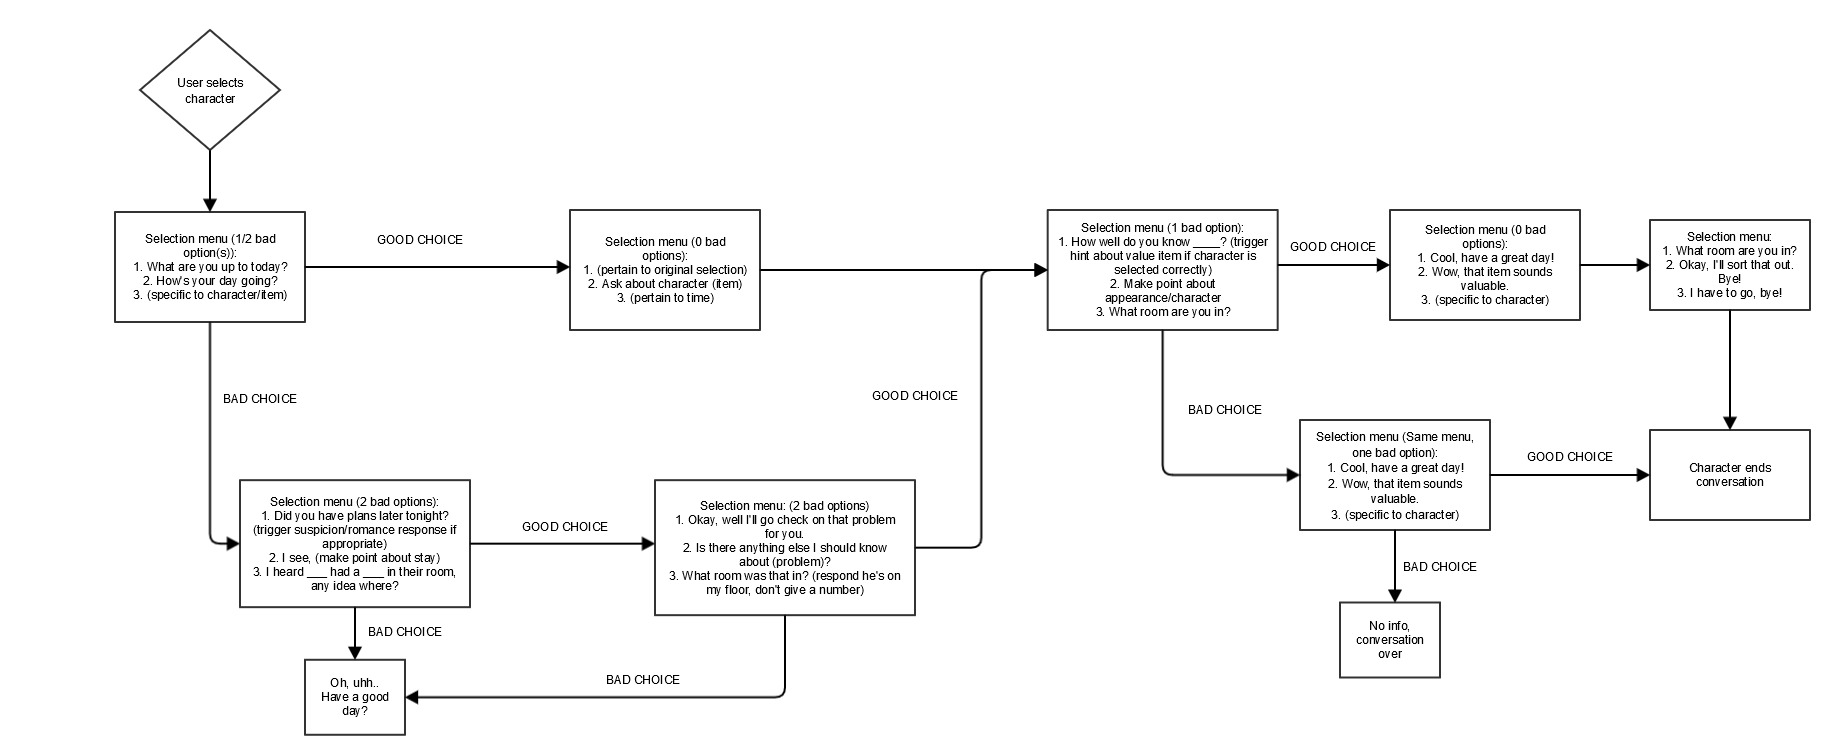 User selects
character
Selection menu (1/2 bad
option(s)):
1. What are you up to today?
2. How's your day going?
3. (specific to character/item)
GOOD CHOICE
Selection menu (0 bad
options):
1. (pertain to original selection)
2. Ask about character (item)
3. (pertain to time)
Selection menu (1 bad option):
1. How well do you know ____? (trigger
hint about value item if character is
selected correctly)
2. Make point about
appearance/character
3. What room are you in?
GOOD CHOICE
Selection menu (0 bad
options):
1. Cool, have a great day!
2. Wow, that item sounds
valuable.
3. (specific to character)
Selection menu:
1. What room are you in?
2. Okay, I'll sort that out.
Bye!
3. I have to go, bye!
BAD CHOICE
GOOD CHOICE
BAD CHOICE
Selection menu (Same menu,
one bad option):
1. Cool, have a great day!
2. Wow, that item sounds
valuable.
3. (specific to character)
GOOD CHOICE
Character ends
conversation
Selection menu (2 bad options):
1. Did you have plans later tonight?
(trigger suspicion/romance response if
appropriate)
2. I see, (make point about stay)
3. I heard ___ had a ___ in their room,
any idea where?
GOOD CHOICE
Selection menu: (2 bad options)
1. Okay, well I'll go check on that problem
for you.
2. Is there anything else I should know
about (problem)?
3. What room was that in? (respond he's on
my floor, don't give a number)
BAD CHOICE
BAD CHOICE
No info,
conversation
over
Oh, uhh..
Have a good
day?
BAD CHOICE